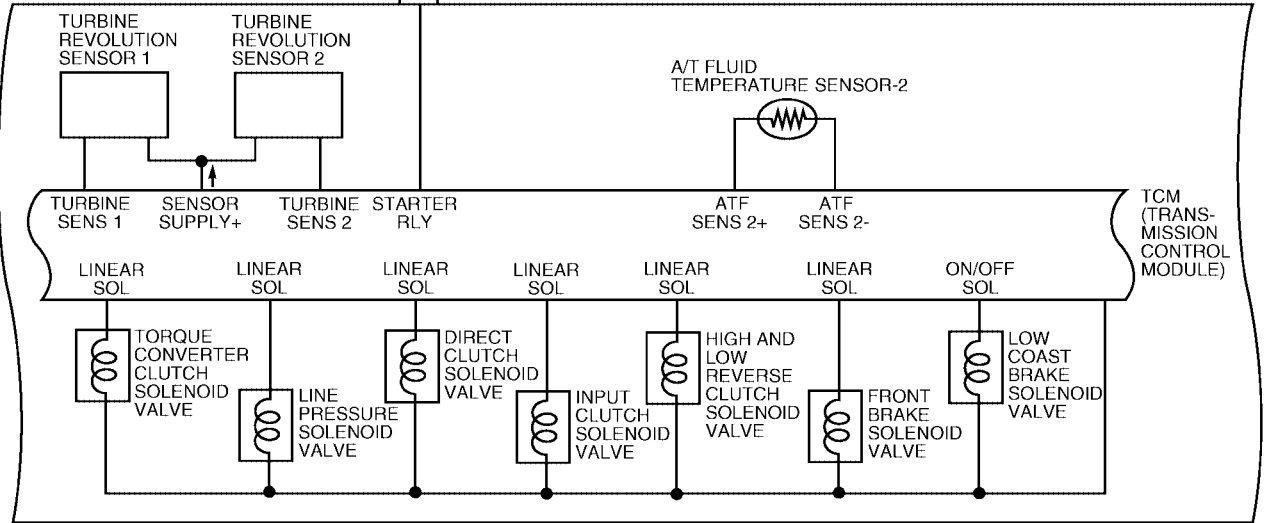 TURBINE
REVOLUTION
SENSOR 1
TURBINE
REVOLUTION
SENSOR 2
A/T FLUID
TEMPERATURE SENSOR-2
TURBINE
SENS 1
SENSOR
SUPPLY+
TURBINE
SENS 2
STARTER
RLY
ATF
SENS 2+
ATF
SENS 2-
TCM
(TRANS-
MISSION
CONTROL
MODULE)
LINEAR
SOL
LINEAR
SOL
LINEAR
SOL
LINEAR
SOL
LINEAR
SOL
LINEAR
SOL
ON/OFF
SOL
TORQUE
CONVERTER
CLUTCH
SOLENOID
VALVE
LINE
PRESSURE
SOLENOID
VALVE
DIRECT
CLUTCH
SOLENOID
VALVE
INPUT
CLUTCH
SOLENOID
VALVE
HIGH AND
LOW
REVERSE
CLUTCH
SOLENOID
VALVE
FRONT
BRAKE
SOLENOID
VALVE
LOW
COAST
BRAKE
SOLENOID
VALVE